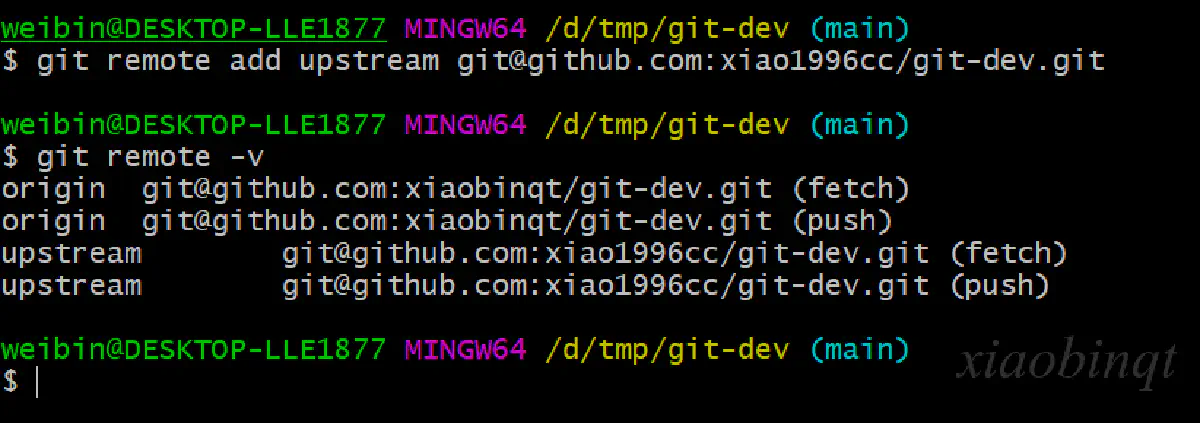 weibin@DESKTOP-LLE1877 MINGW64 /d/tmp/git-dev (main)
$ git remote add upstream git@github.com:xiao1996cc/git-dev.git
weibin@DESKTOP-LLE1877 MINGW64 /d/tmp/git-dev (main)
$ git remote -v
origin  git@github.com:xiaobinqt/git-dev.git (fetch)
origin  git@github.com:xiaobinqt/git-dev.git (push)
upstream        git@github.com:xiao1996cc/git-dev.git (fetch)
upstream        git@github.com:xiao1996cc/git-dev.git (push)
weibin@DESKTOP-LLE1877 MINGW64 /d/tmp/git-dev (main)
$
xiaobinqt